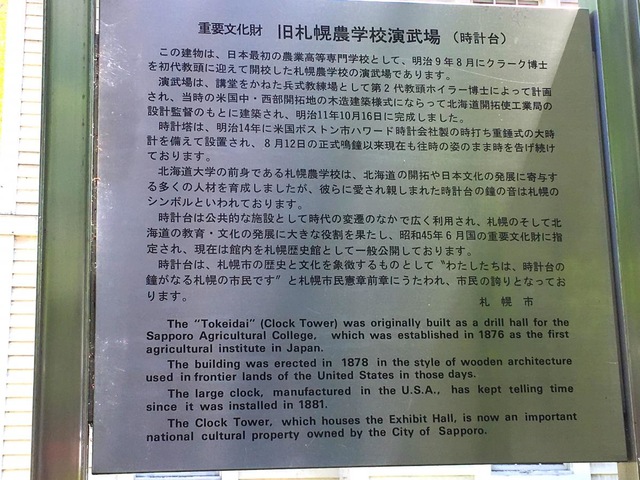 重要文化財 旧札幌農学校演武場（時計台）
この建物は、日本最初の農業高等専門学校として、明治9年8月にクラーク博士
を初代教頭に迎えて開校した札幌農学校の演武場であります。
演武場は、講堂をかねた兵式教練場として第2代教頭ホイラー博士によって計画
され、当時の米国中・西部開拓地の木造建築様式にならって北海道開拓使工業局の
設計監督のもとに建築され、明治11年10月16日に完成しました。
時計塔は、明治14年に米国ボストン市ハワード時計会社製の時打ち重錘式の大時
計を備えて設置され、8月12日の正式鳴鐘以来現在も往時の姿のまま時を告げ続け
ております。
北海道大学の前身である札幌農学校は、北海道の開拓や日本文化の発展に寄与す
る多くの人材を育成しましたが、彼らに愛され親しまれた時計台の鐘の音は札幌の
シンボルといわれております。
時計台は公共的な施設として時代の変遷のなかで広く利用され、札幌のそして北
海道の教育・文化の発展に大きな役割を果たし、昭和45年6月国の重要文化財に指
定され、現在は館内を札幌歴史館として一般公開しております。
時計台は、札幌市の歴史と文化を象徴するものとして〝わたしたちは、時計台の
鐘がなる札幌の市民です〟と札幌市民憲章前章にうたわれ、市民の誇りとなってお
ります。
札幌市
The "Tokeidai" (Clock Tower) was originally built as a drill hall for the
Sapporo Agricultural College, which was established in 1876 as the first
agricultural institute in Japan.
The building was erected in 1878 in the style of wooden architecture
used in frontier lands of the United States in those days.
The large clock, manufactured in the U.S.A., has kept telling time
since it was installed in 1881.
The Clock Tower, which houses the Exhibit Hall, is now an important
national cultural property owned by the City of Sapporo.